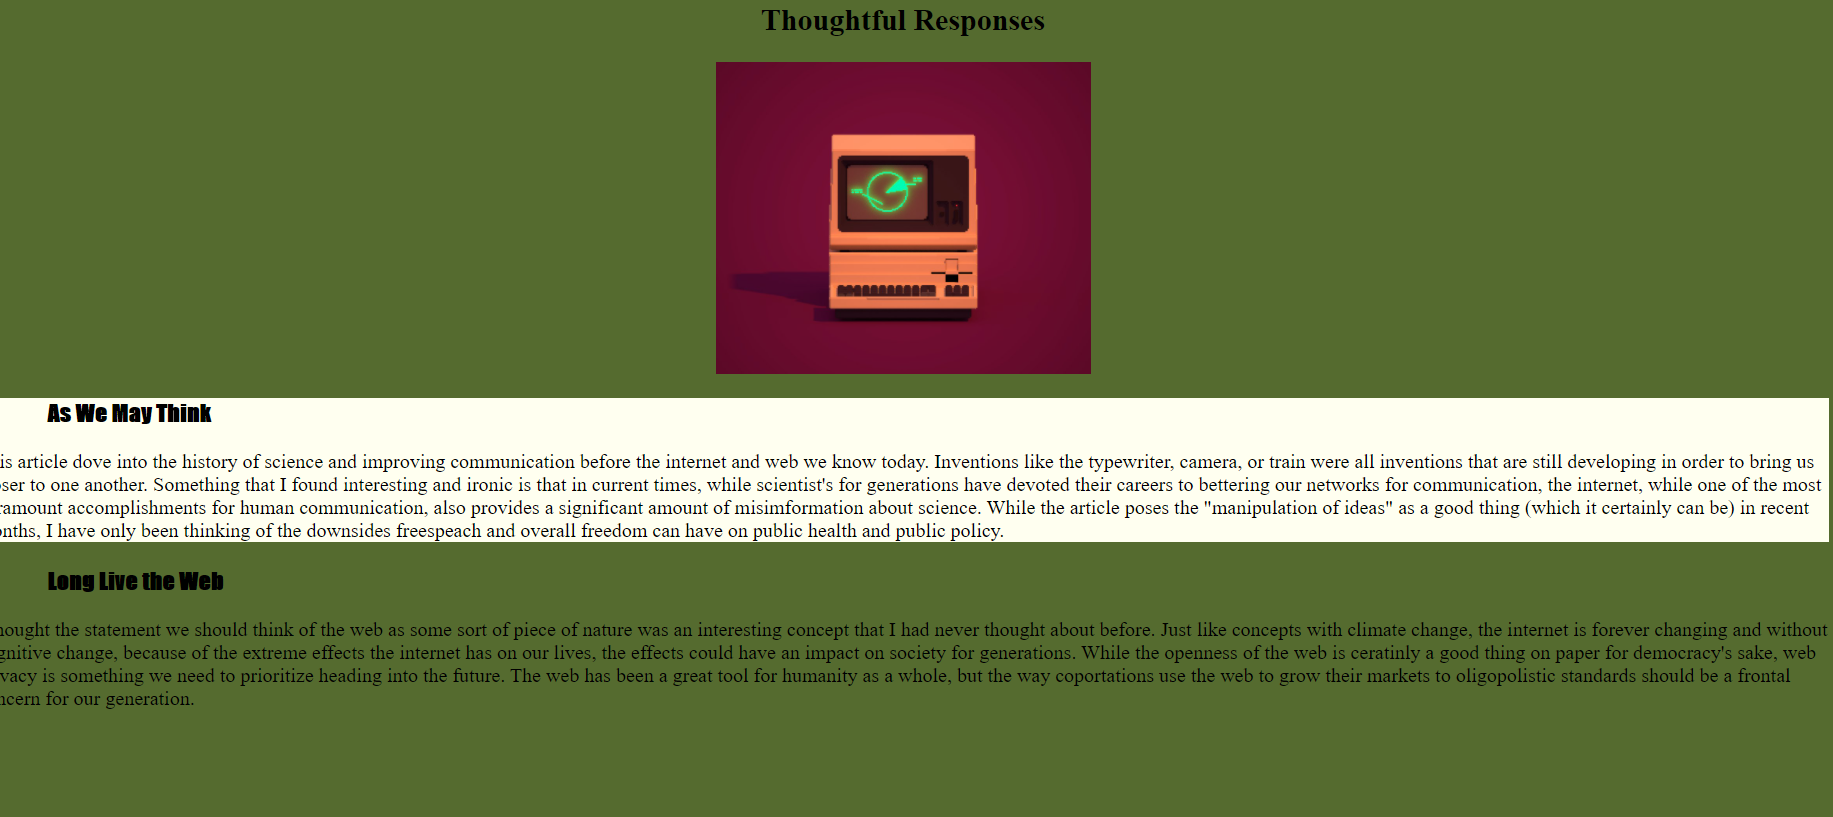 Thoughtful Responses
As We May Think
is article dove into the history of science and improving communication before the internet and web we know today. Inventions like the typewriter, camera, or train were all inventions that are still developing in order to bring us
ser to one another. Something that I found interesting and ironic is that in current times, while scientist's for generations have devoted their careers to bettering our networks for communication, the internet, while one of the most
ramount accomplishments for human communication, also provides a significant amount of misimformation about science. While the article poses the "manipulation of ideas" as a good thing (which it certainly can be) in recent
nths, I have only been thinking of the downsides freespeach and overall freedom can have on public health and public policy.
Long Live the Web
ought the statement we should think of the web as some sort of piece of nature was an interesting concept that I had never thought about before. Just like concepts with climate change, the internet is forever changing and without
gnitive change, because of the extreme effects the internet has on our lives, the effects could have an impact on society for generations. While the openness of the web is ceratinly a good thing on paper for democracy's sake, web
vacy is something we need to prioritize heading into the future. The web has been a great tool for humanity as a whole, but the way coportations use the web to grow their markets to oligopolistic standards should be a frontal
ncern for our generation.